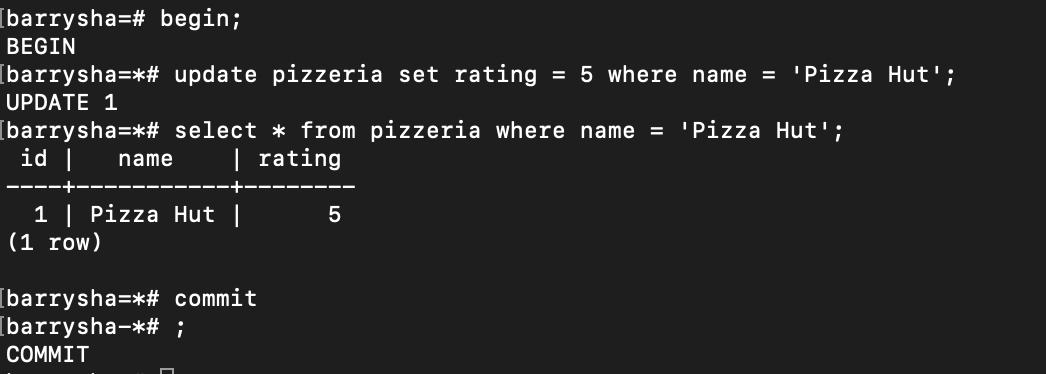 [barrysha=# begin;
BEGIN
[barrysha=*# update pizzeria set rating = 5 where name = 'Pizza Hut';
UPDATE 1
[barrysha=*# select * from pizzeria where name = 'Pizza Hut';
 id |   name    | rating
----+-----------+--------
  1 | Pizza Hut |      5
(1 row)

[barrysha=*# commit
[barrysha-*# ;
COMMIT